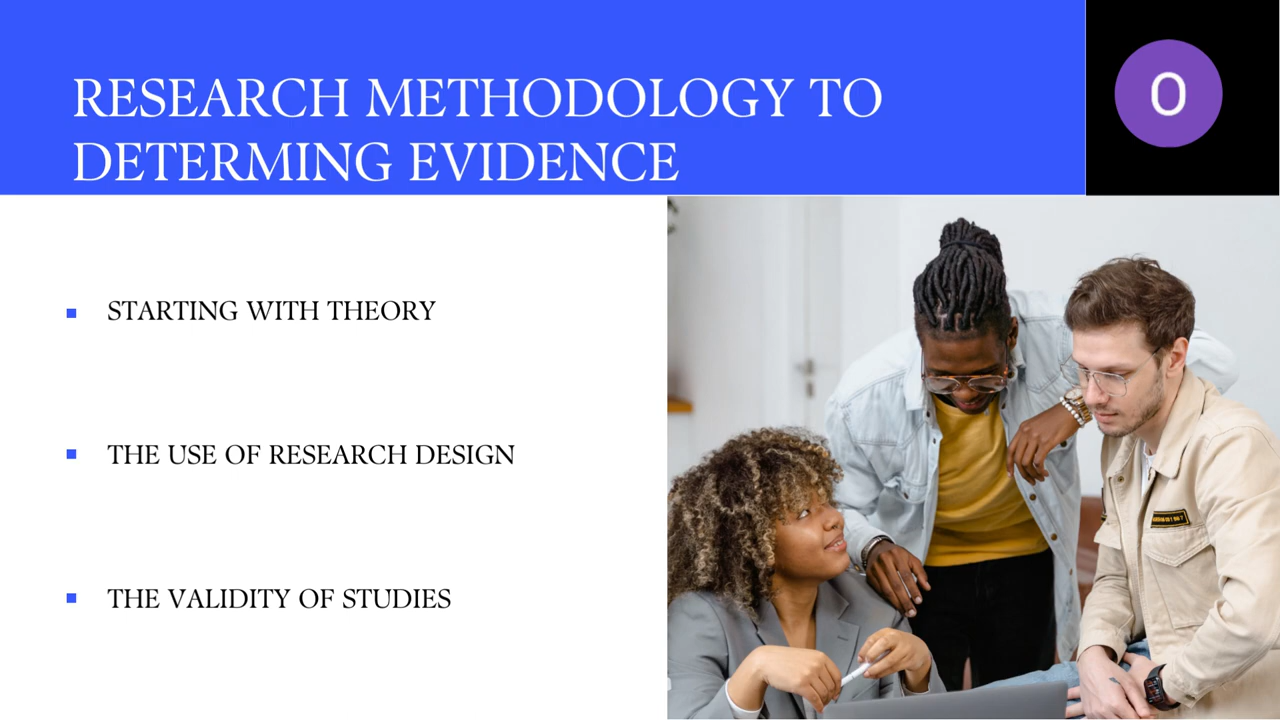 RESEARCH METHODOLOGY TO
DETERMING EVIDENCE
O
STARTING WITH THEORY
THE USE OF RESEARCH DESIGN
THE VALIDITY OF STUDIES